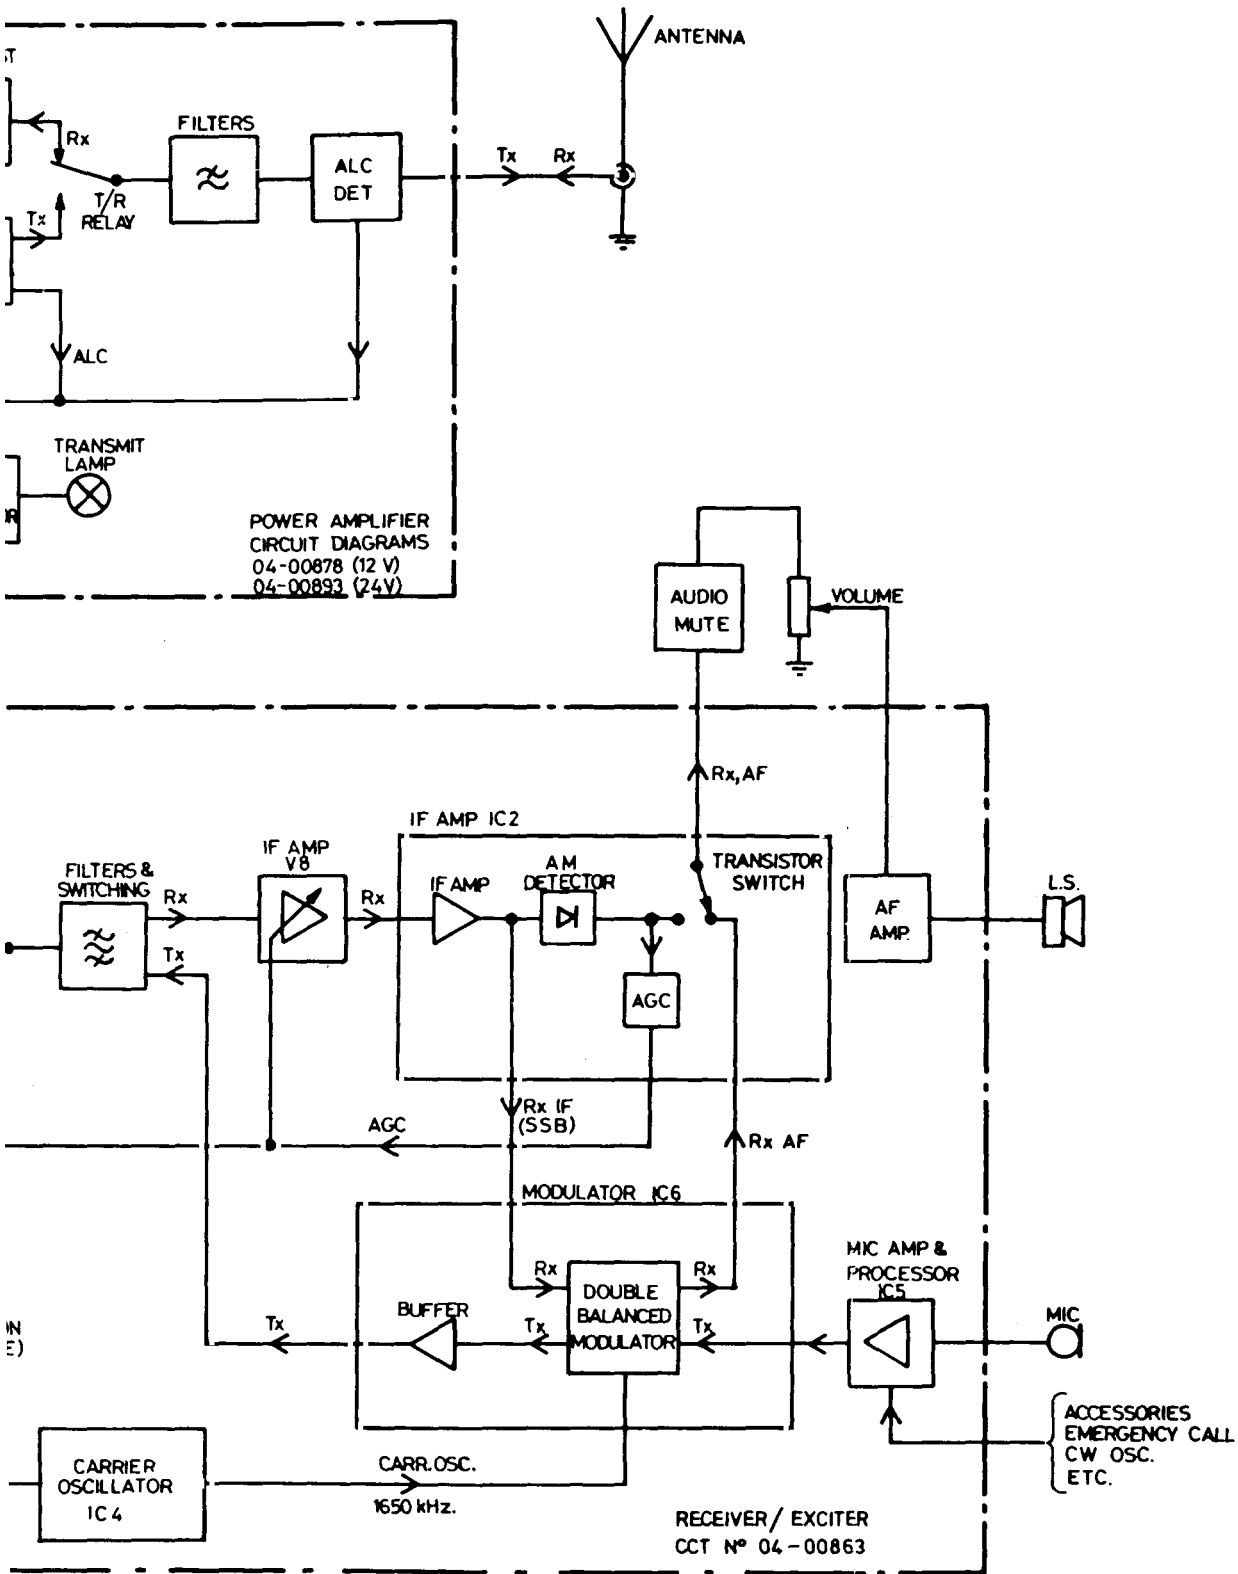 ANTENNA
ST
Rx
FILTERS
ALC
DET
Tx
Rx
T/R
RELAY
Tx
ALC
TRANSMIT
LAMP
OR
POWER AMPLIFIER
CIRCUIT DIAGRAMS
04-00878 (12 V)
04-00893 (24V)
AUDIO
MUTE
VOLUME
Rx, AF
IF AMP IC2
IF AMP
V8
FILTERS &
SWITCHING
Rx
Tx
Rx
IF AMP
AM
DETECTOR
TRANSISTOR
SWITCH
AF
AMP.
L.S.
AGC
Rx IF
(SSB)
AGC
Rx AF
MODULATOR IC6
MIC AMP &
PROCESSOR
IC5
Rx
DOUBLE
BALANCED
MODULATOR
Rx
BUFFER
Tx
Tx
Tx
MIC
ON
E)
ACCESSORIES
EMERGENCY CALL
CW OSC.
ETC.
CARRIER
OSCILLATOR
IC4
CARR. OSC.
1650 kHz.
RECEIVER / EXCITER
CCT Nº 04-00863